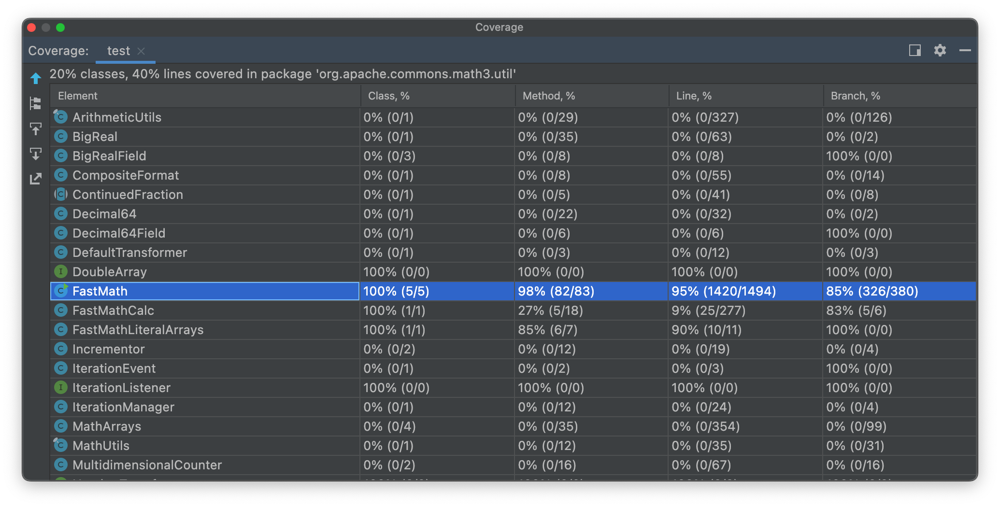 Coverage
Coverage: test
20% classes, 40% lines covered in package 'org.apache.commons.math3.util'
Element Class, % Method, % Line, % Branch, %
ArithmeticUtils 0% (0/1) 0% (0/29) 0% (0/327) 0% (0/126)
BigReal 0% (0/1) 0% (0/35) 0% (0/63) 0% (0/2)
BigRealField 0% (0/3) 0% (0/8) 0% (0/8) 100% (0/0)
CompositeFormat 0% (0/1) 0% (0/8) 0% (0/55) 0% (0/14)
ContinuedFraction 0% (0/1) 0% (0/5) 0% (0/41) 0% (0/8)
Decimal64 0% (0/1) 0% (0/22) 0% (0/32) 0% (0/2)
Decimal64Field 0% (0/1) 0% (0/6) 0% (0/6) 100% (0/0)
DefaultTransformer 0% (0/1) 0% (0/3) 0% (0/12) 0% (0/3)
DoubleArray 100% (0/0) 100% (0/0) 100% (0/0) 100% (0/0)
FastMath 100% (5/5) 98% (82/83) 95% (1420/1494) 85% (326/380)
FastMathCalc 100% (1/1) 27% (5/18) 9% (25/277) 83% (5/6)
FastMathLiteralArrays 100% (1/1) 85% (6/7) 90% (10/11) 100% (0/0)
Incrementor 0% (0/2) 0% (0/12) 0% (0/19) 0% (0/4)
IterationEvent 0% (0/1) 0% (0/2) 0% (0/3) 100% (0/0)
IterationListener 100% (0/0) 100% (0/0) 100% (0/0) 100% (0/0)
IterationManager 0% (0/1) 0% (0/12) 0% (0/24) 0% (0/4)
MathArrays 0% (0/4) 0% (0/35) 0% (0/354) 0% (0/99)
MathUtils 0% (0/1) 0% (0/12) 0% (0/35) 0% (0/31)
MultidimensionalCounter 0% (0/2) 0% (0/16) 0% (0/67) 0% (0/16)